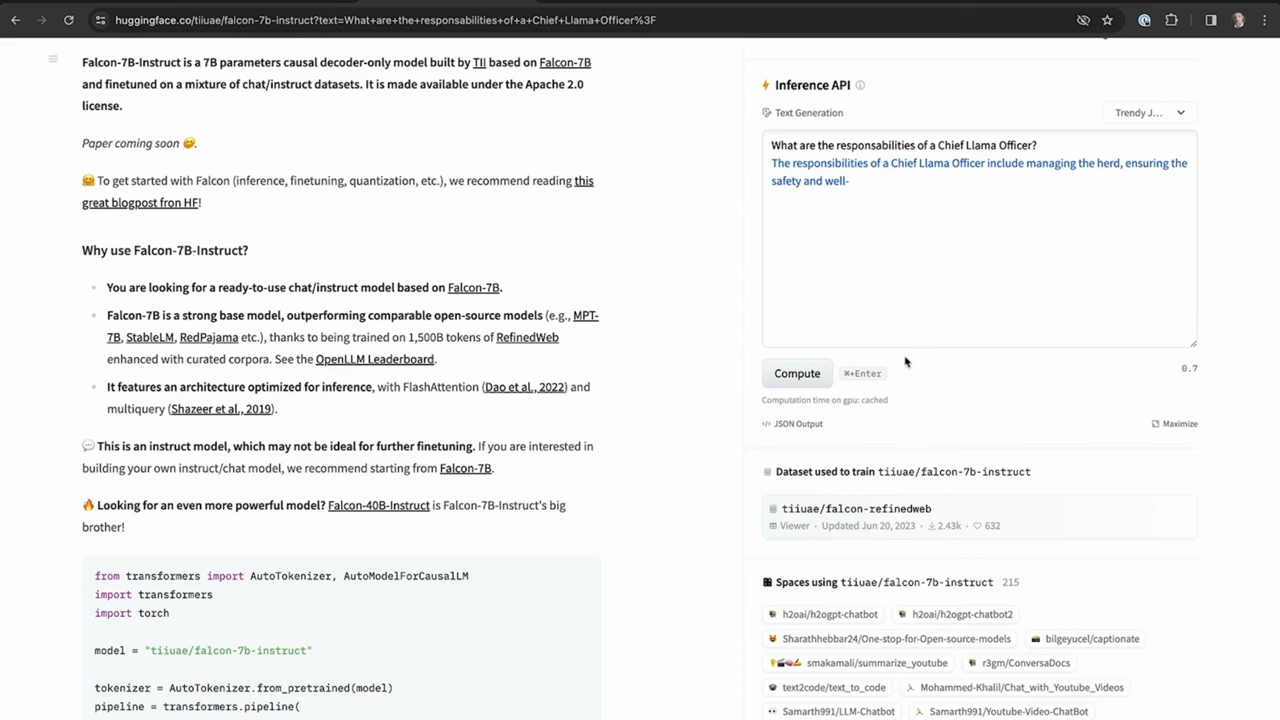 huggingface.co/tiiuae/falcon-7b-instruct?text=What+are+the+responsabilities+of+a+Chief+Llama+Officer%3F
Falcon-7B-Instruct is a 7B parameters causal decoder-only model built by TII based on Falcon-7B
and finetuned on a mixture of chat/instruct datasets. It is made available under the Apache 2.0
license.
Paper coming soon 😊.
🤗 To get started with Falcon (inference, finetuning, quantization, etc.), we recommend reading this
great blogpost fron HF!
Why use Falcon-7B-Instruct?
• You are looking for a ready-to-use chat/instruct model based on Falcon-7B.
• Falcon-7B is a strong base model, outperforming comparable open-source models (e.g., MPT-
7B, StableLM, RedPajama etc.), thanks to being trained on 1,500B tokens of RefinedWeb
enhanced with curated corpora. See the OpenLLM Leaderboard.
• It features an architecture optimized for inference, with FlashAttention (Dao et al., 2022) and
multiquery (Shazeer et al., 2019).
💬 This is an instruct model, which may not be ideal for further finetuning. If you are interested in
building your own instruct/chat model, we recommend starting from Falcon-7B.
🔥 Looking for an even more powerful model? Falcon-40B-Instruct is Falcon-7B-Instruct's big
brother!
from transformers import AutoTokenizer, AutoModelForCausalLM
import transformers
import torch
model = "tiiuae/falcon-7b-instruct"
tokenizer = AutoTokenizer.from_pretrained(model)
pipeline = transformers.pipeline(
⚡ Inference API
Text Generation
Trendy J...
What are the responsabilities of a Chief Llama Officer?
The responsibilities of a Chief Llama Officer include managing the herd, ensuring the
safety and well-
Compute
⌘+Enter
0.7
Computation time on gpu: cached
</> JSON Output
Maximize
Dataset used to train tiiuae/falcon-7b-instruct
tiiuae/falcon-refinedweb
Viewer • Updated Jun 20, 2023 • 2.43k • 632
Spaces using tiiuae/falcon-7b-instruct 215
h2oai/h2ogpt-chatbot
h2oai/h2ogpt-chatbot2
Sharathhebbar24/One-stop-for-Open-source-models
bilgeyucel/captionate
smakamali/summarize_youtube
r3gm/ConversaDocs
text2code/text_to_code
Mohammed-Khalil/Chat_with_Youtube_Videos
Samarth991/LLM-Chatbot
Samarth991/Youtube-Video-ChatBot